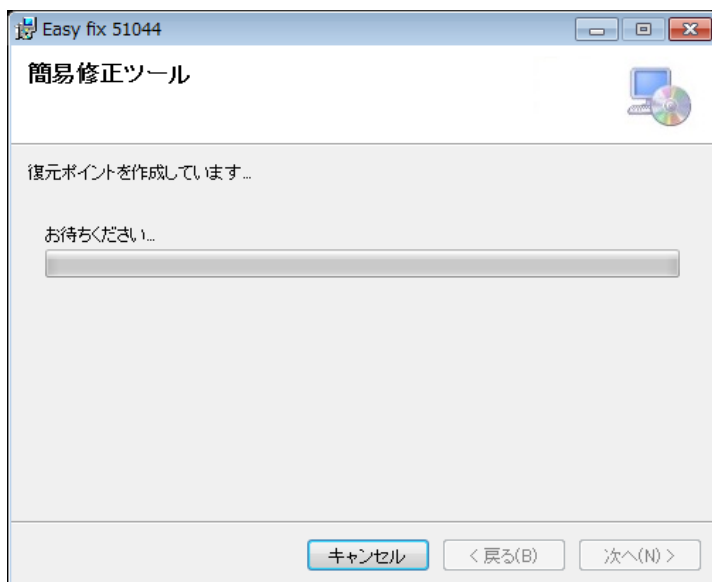 Easy fix 51044
簡易修正ツール
復元ポイントを作成しています...
お待ちください...
キャンセル
< 戻る(B)
次へ(N) >